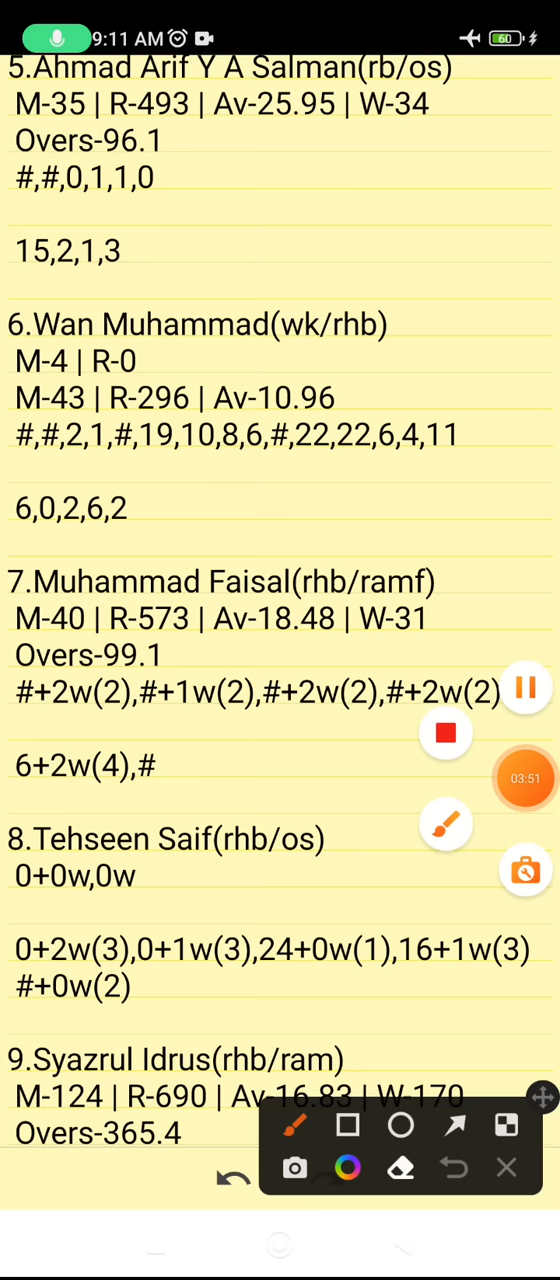 9:11 AM
60
5.Ahmad Arif Y A Salman(rb/os)
M-35 | R-493 | Av-25.95 | W-34
Overs-96.1
#,#,0,1,1,0
15,2,1,3
6.Wan Muhammad(wk/rhb)
M-4 | R-0
M-43 | R-296 | Av-10.96
#,#,2,1,#,19,10,8,6,#,22,22,6,4,11
6,0,2,6,2
7.Muhammad Faisal(rhb/ramf)
M-40 | R-573 | Av-18.48 | W-31
Overs-99.1
#+2w(2),#+1w(2),#+2w(2),#+2w(2)
03:51
6+2w(4),#
8.Tehseen Saif(rhb/os)
0+0w,0w
0+2w(3),0+1w(3),24+0w(1),16+1w(3)
#+0w(2)
9.Syazrul Idrus(rhb/ram)
M-124 | R-690 | Av-16.83 | W-170
Overs-365.4